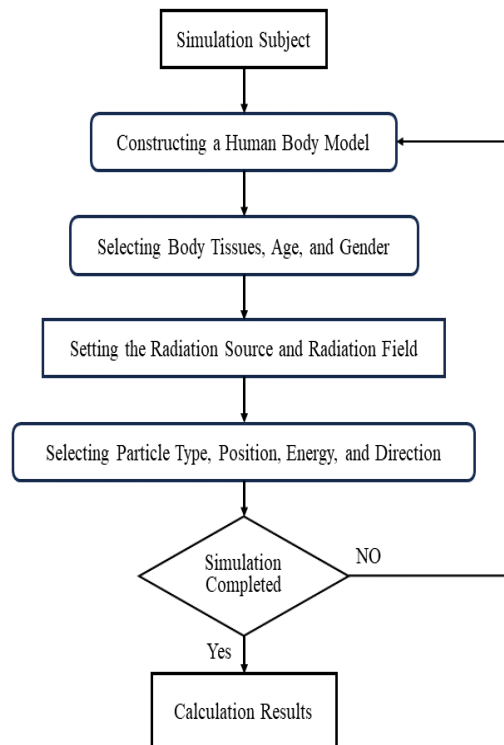 Simulation Subject
Constructing a Human Body Model
Selecting Body Tissues, Age, and Gender
Setting the Radiation Source and Radiation Field
Selecting Particle Type, Position, Energy, and Direction
Simulation
Completed
NO
Yes
Calculation Results